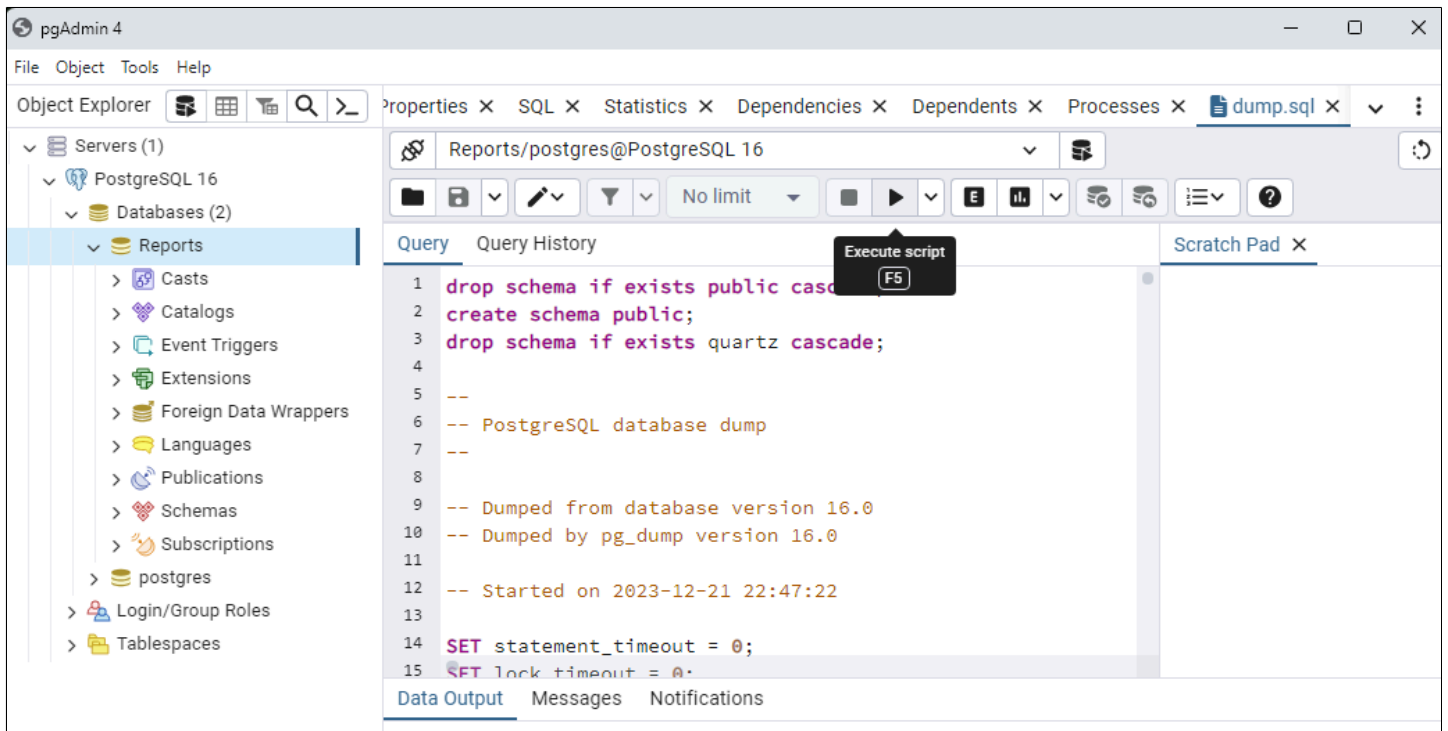 pgAdmin 4
File Object Tools Help
Object Explorer
Properties SQL Statistics Dependencies Dependents Processes dump.sql
Servers (1)
PostgreSQL 16
Databases (2)
Reports
Casts
Catalogs
Event Triggers
Extensions
Foreign Data Wrappers
Languages
Publications
Schemas
Subscriptions
postgres
Login/Group Roles
Tablespaces
Reports/postgres@PostgreSQL 16
No limit
E
Query Query History
Execute script
F5
Scratch Pad
1 drop schema if exists public casc
2 create schema public;
3 drop schema if exists quartz cascade;
4
5 --
6 -- PostgreSQL database dump
7 --
8
9 -- Dumped from database version 16.0
10 -- Dumped by pg_dump version 16.0
11
12 -- Started on 2023-12-21 22:47:22
13
14 SET statement_timeout = 0;
15 SET lock_timeout = 0;
Data Output Messages Notifications